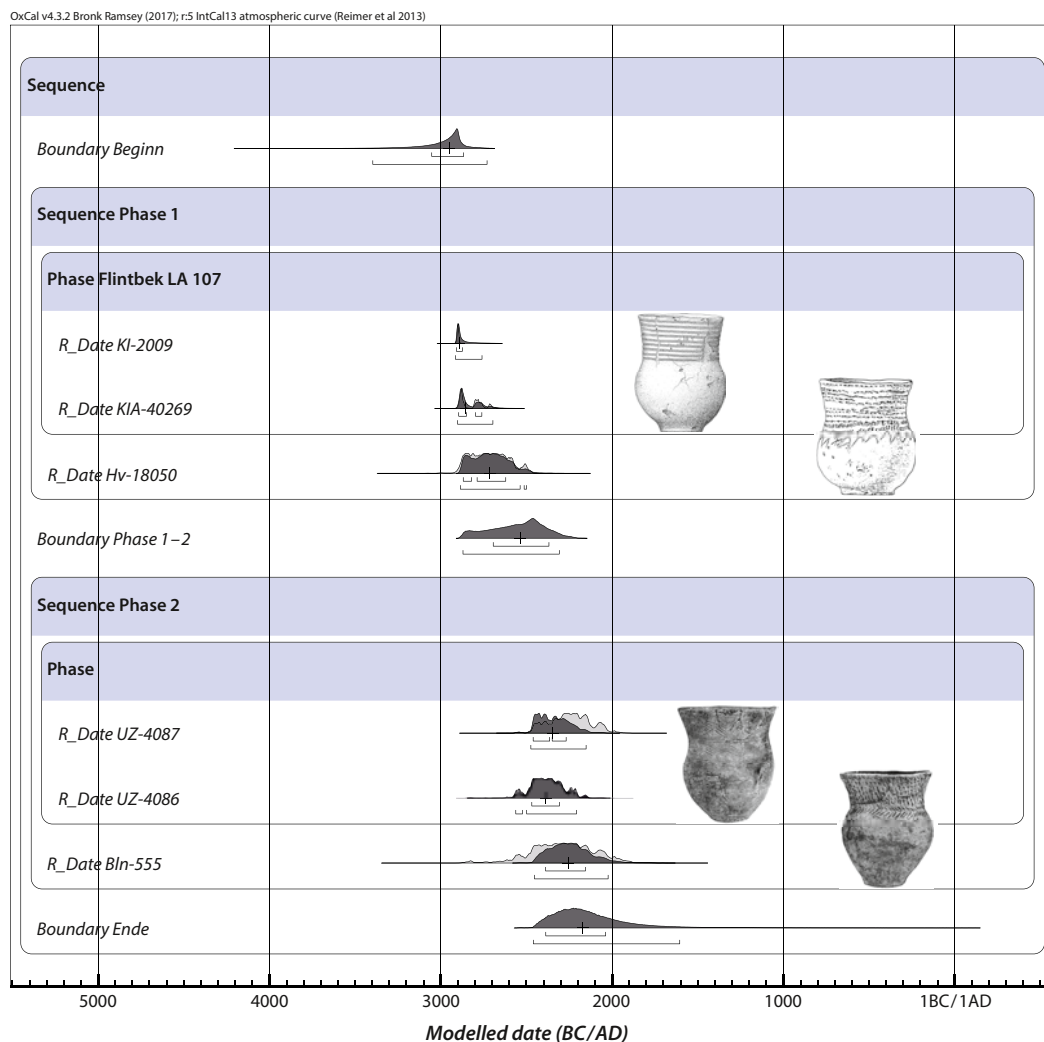 OxCal v4.3.2 Bronk Ramsey (2017); r:5 IntCal13 atmospheric curve (Reimer et al 2013)
Sequence
Boundary Beginn
Sequence Phase 1
Phase Flintbek LA 107
R_Date KI-2009
R_Date KIA-40269
R_Date Hv-18050
Boundary Phase 1–2
Sequence Phase 2
Phase
R_Date UZ-4087
R_Date UZ-4086
R_Date Bln-555
Boundary Ende
5000 4000 3000 2000 1000 1BC/1AD
Modelled date (BC/AD)